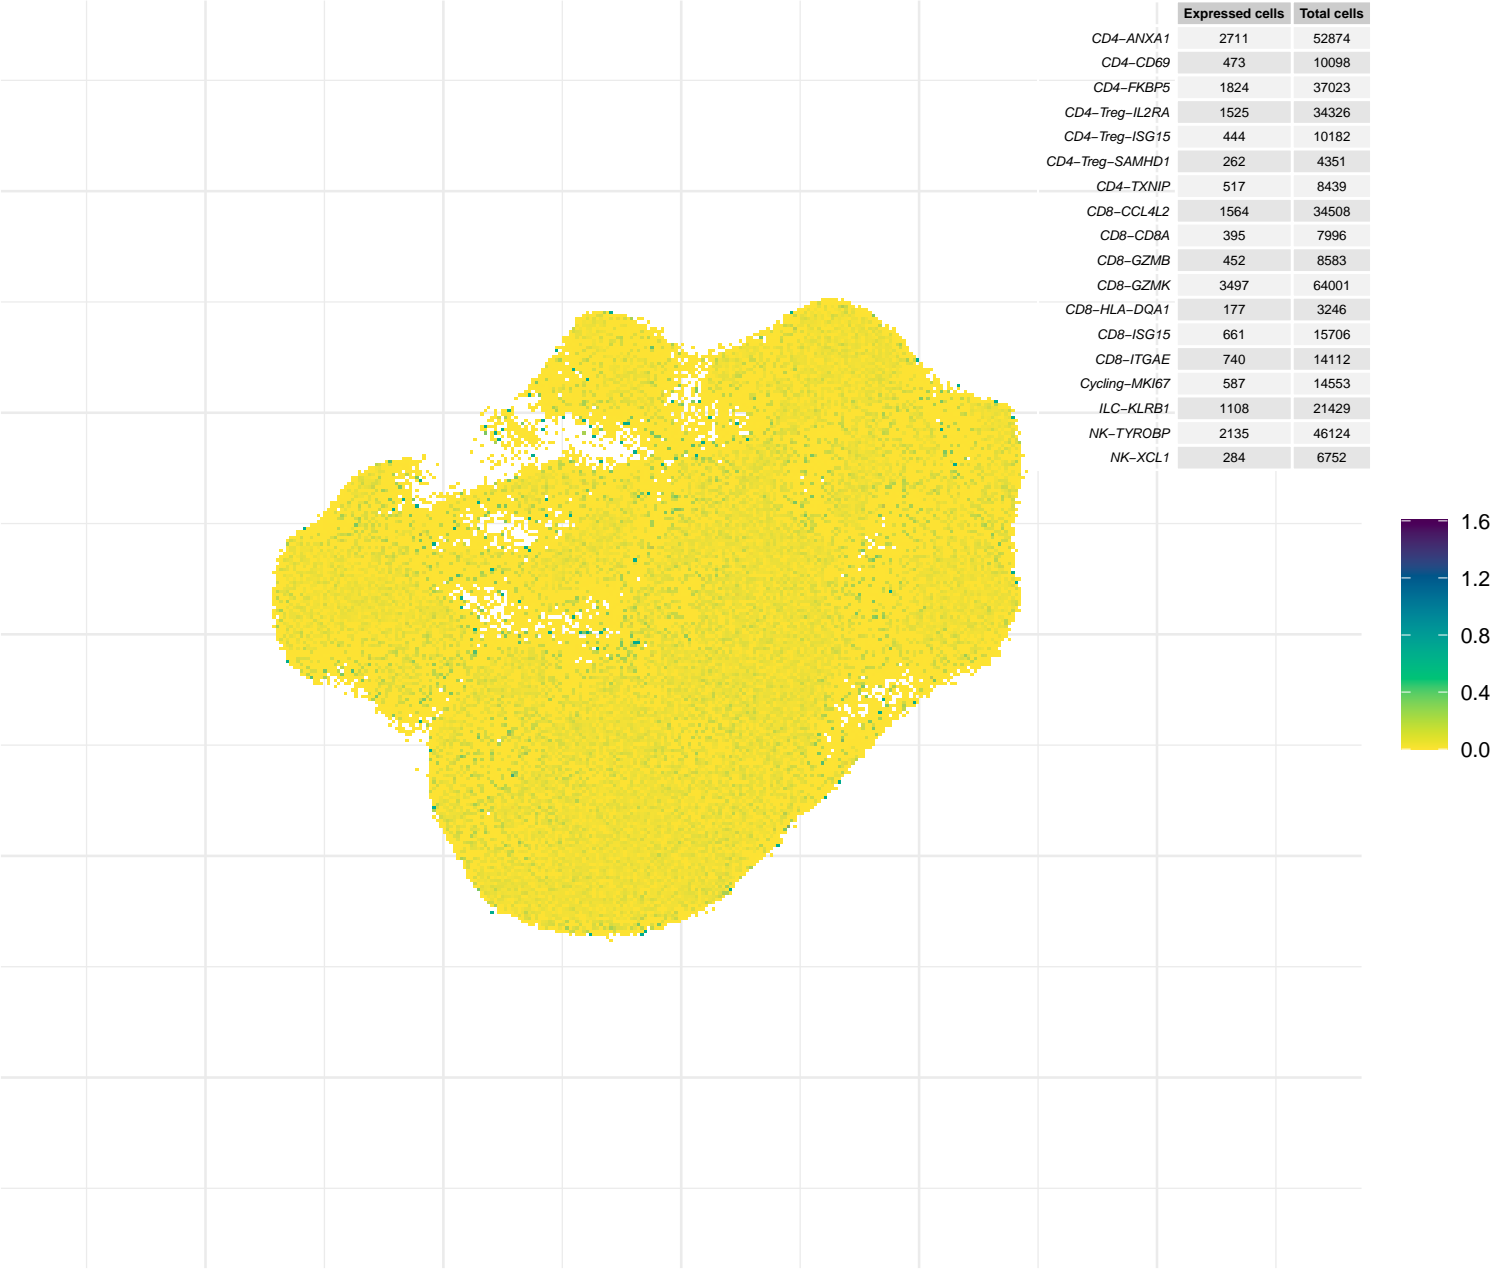 Expressed cells Total cells
CD4−ANXA1 2711 52874
CD4−CD69 473 10098
CD4−FKBP5 1824 37023
CD4−Treg−IL2RA 1525 34326
CD4−Treg−ISG15 444 10182
CD4−Treg−SAMHD1 262 4351
CD4−TXNIP 517 8439
CD8−CCL4L2 1564 34508
CD8−CD8A 395 7996
CD8−GZMB 452 8583
CD8−GZMK 3497 64001
CD8−HLA−DQA1 177 3246
CD8−ISG15 661 15706
CD8−ITGAE 740 14112
Cycling−MKI67 587 14553
ILC−KLRB1 1108 21429
NK−TYROBP 2135 46124
NK−XCL1 284 6752
1.6
1.2
0.8
0.4
0.0